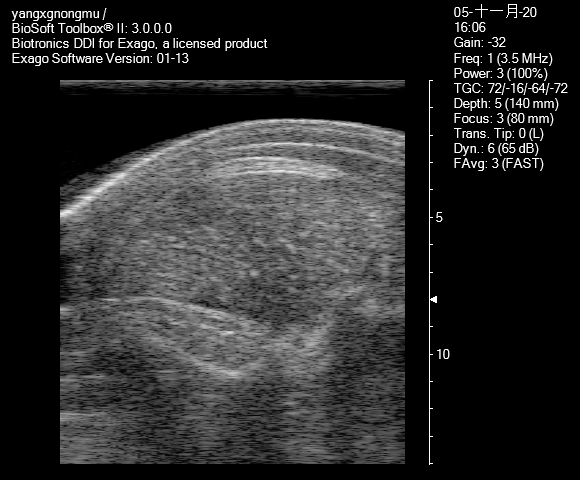 yangxgnongmu /
BioSoft Toolbox® II: 3.0.0.0
Biotronics DDI for Exago, a licensed product
Exago Software Version: 01-13
05-十一月-20
16:06
Gain: -32
Freq: 1 (3.5 MHz)
Power: 3 (100%)
TGC: 72/-16/-64/-72
Depth: 5 (140 mm)
Focus: 3 (80 mm)
Trans. Tip: 0 (L)
Dyn.: 6 (65 dB)
FAvg: 3 (FAST)
5
10